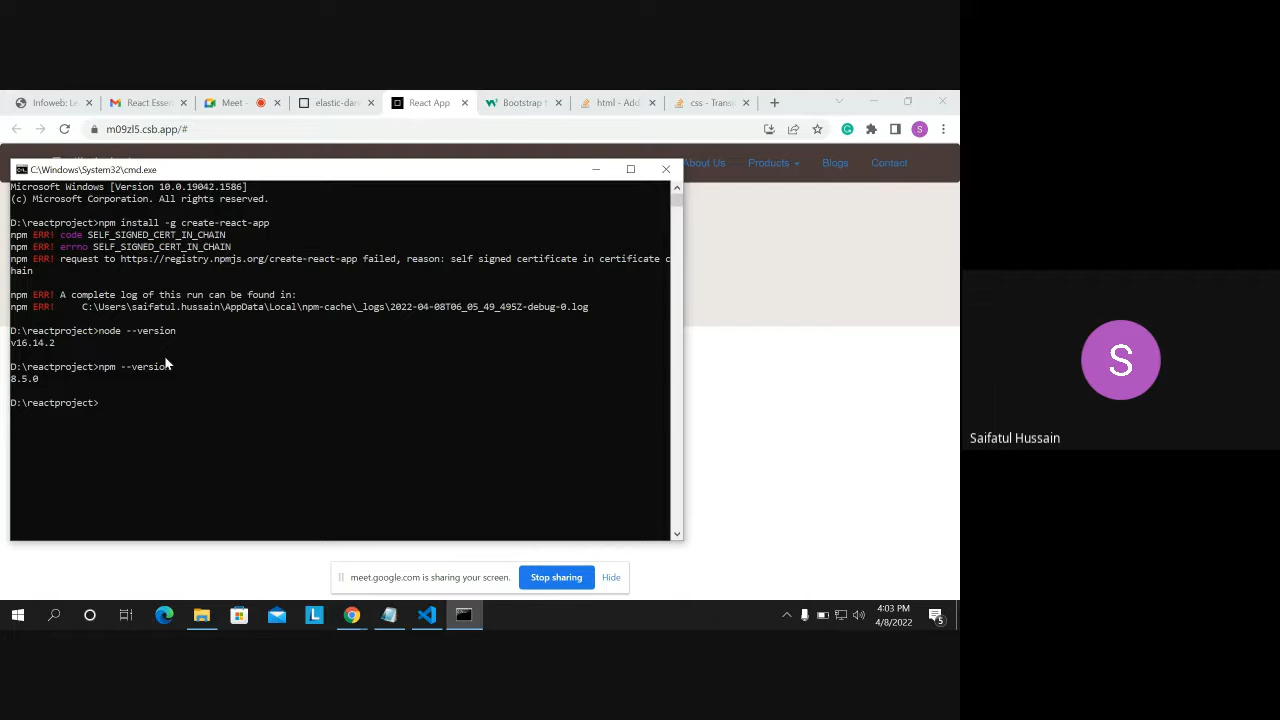 Infoweb: Le
React Essen
Meet -
elastic-dar
React App
Bootstrap t
html - Add
css - Trans
m09zl5.csb.app/#
S
About Us
Products
Blogs
Contact
C:\Windows\System32\cmd.exe
Microsoft Windows [Version 10.0.19042.1586]
(c) Microsoft Corporation. All rights reserved.
D:\reactproject>npm install -g create-react-app
npm ERR! code SELF_SIGNED_CERT_IN_CHAIN
npm ERR! errno SELF_SIGNED_CERT_IN_CHAIN
npm ERR! request to https://registry.npmjs.org/create-react-app failed, reason: self signed certificate in certificate c
hain
npm ERR! A complete log of this run can be found in:
npm ERR!     C:\Users\saifatul.hussain\AppData\Local\npm-cache\_logs\2022-04-08T06_05_49_495Z-debug-0.log
D:\reactproject>node --version
v16.14.2
D:\reactproject>npm --version
8.5.0
D:\reactproject>
S
Saifatul Hussain
meet.google.com is sharing your screen.
Stop sharing
Hide
L
4:03 PM
4/8/2022
5